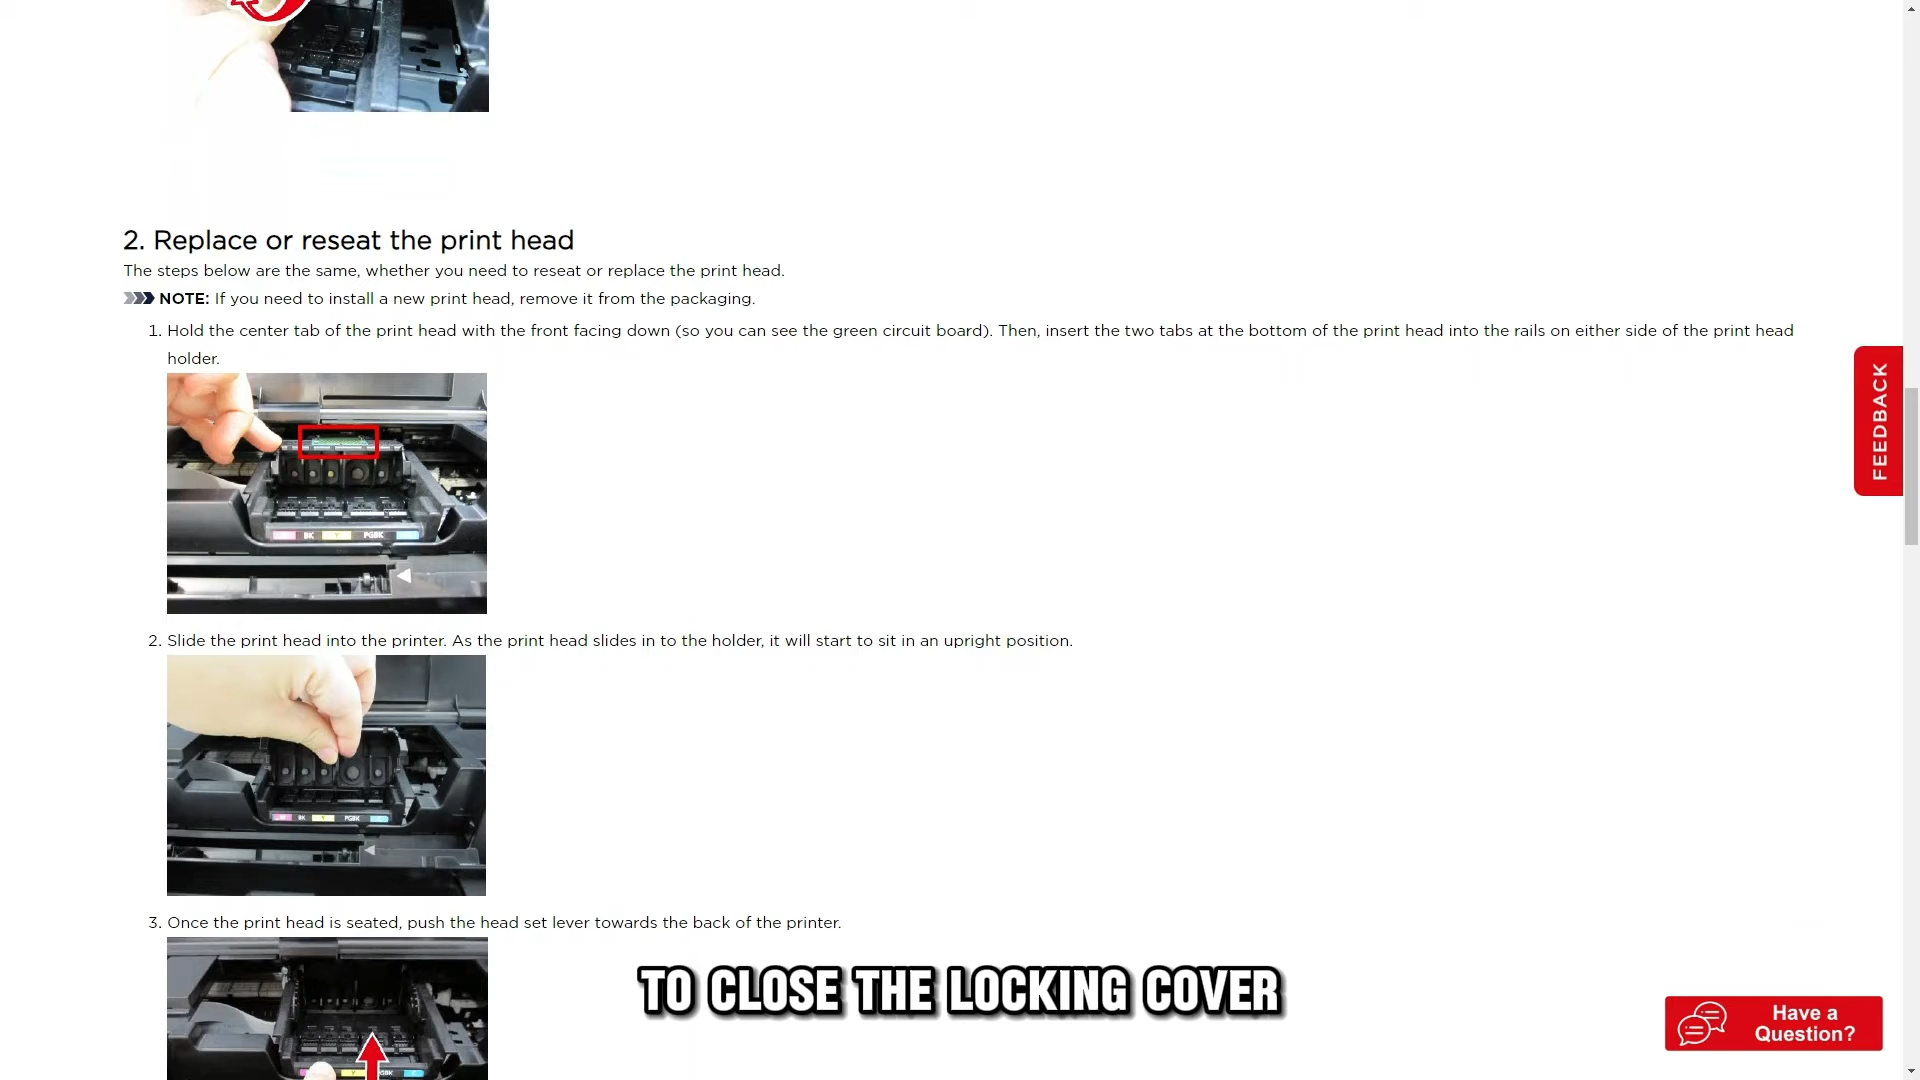 2. Replace or reseat the print head
The steps below are the same, whether you need to reseat or replace the print head.
NOTE: If you need to install a new print head, remove it from the packaging.
1. Hold the center tab of the print head with the front facing down (so you can see the green circuit board). Then, insert the two tabs at the bottom of the print head into the rails on either side of the print head
holder.
FEEDBACK
BK Y PGBK
2. Slide the print head into the printer. As the print head slides in to the holder, it will start to sit in an upright position.
BK Y PGBK
3. Once the print head is seated, push the head set lever towards the back of the printer.
TO CLOSE THE LOCKING COVER
Have a
Question?